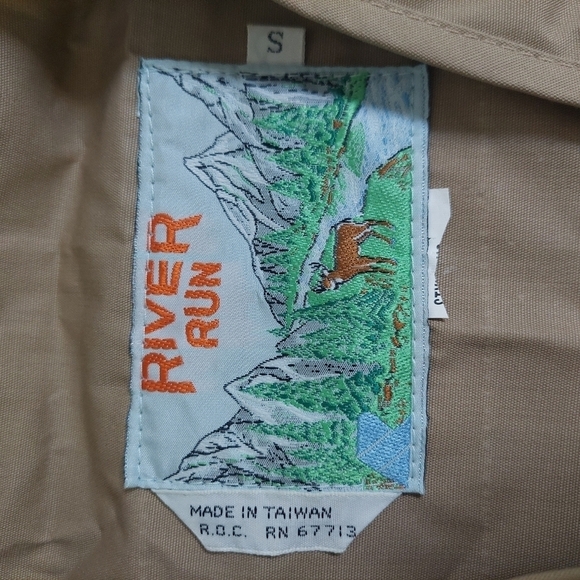 S
RIVER
RUN
MADE IN TAIWAN
R.O.C. RN 67713